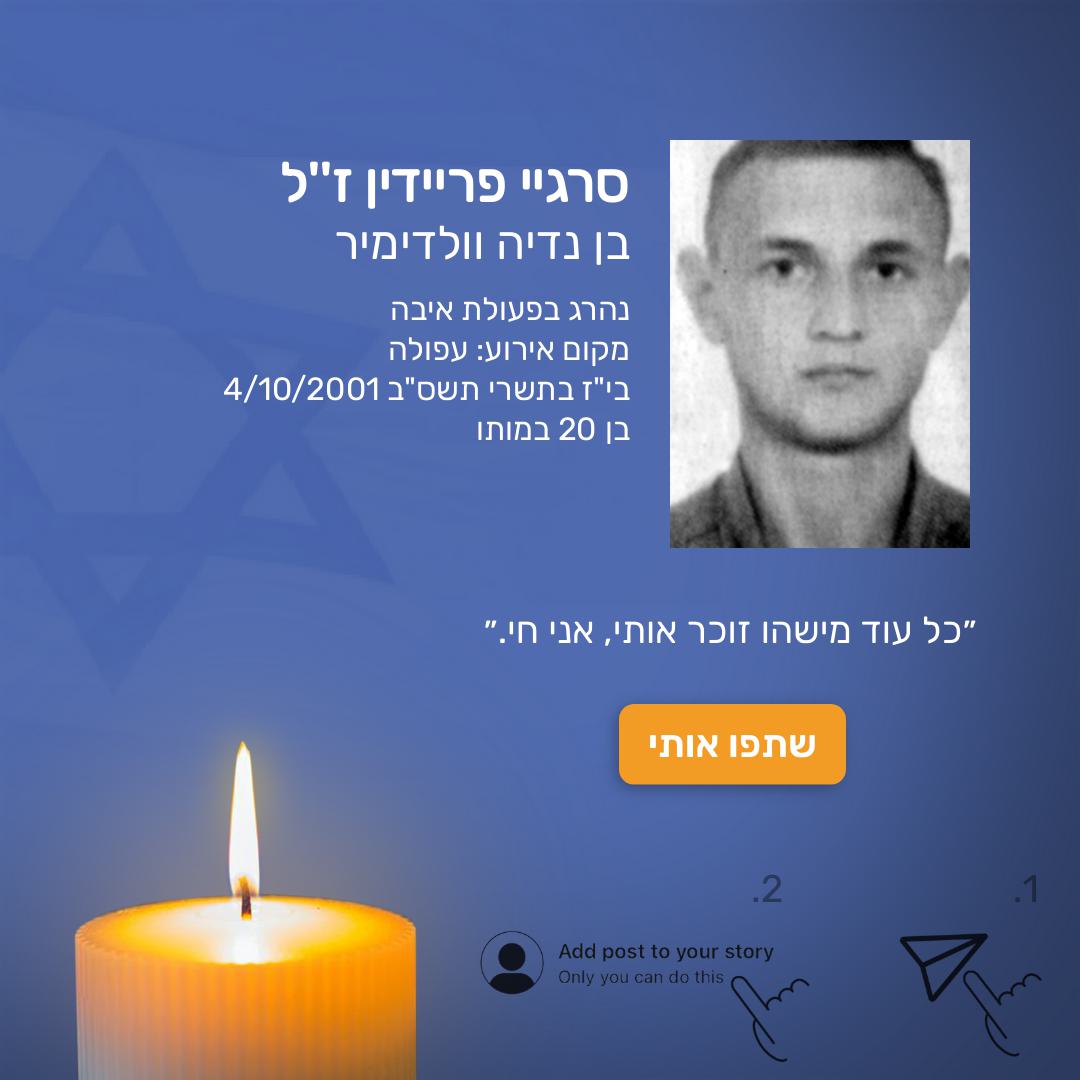 סרגיי פריידין ז"ל
בן נדיה וולדימיר
נהרג בפעולת איבה
מקום אירוע: עפולה
בי"ז בתשרי תשס"ב 4/10/2001
בן 20 במותו
״כל עוד מישהו זוכר אותי, אני חי.״
שתפו אותי
.1
.2
Add post to your story
Only you can do this